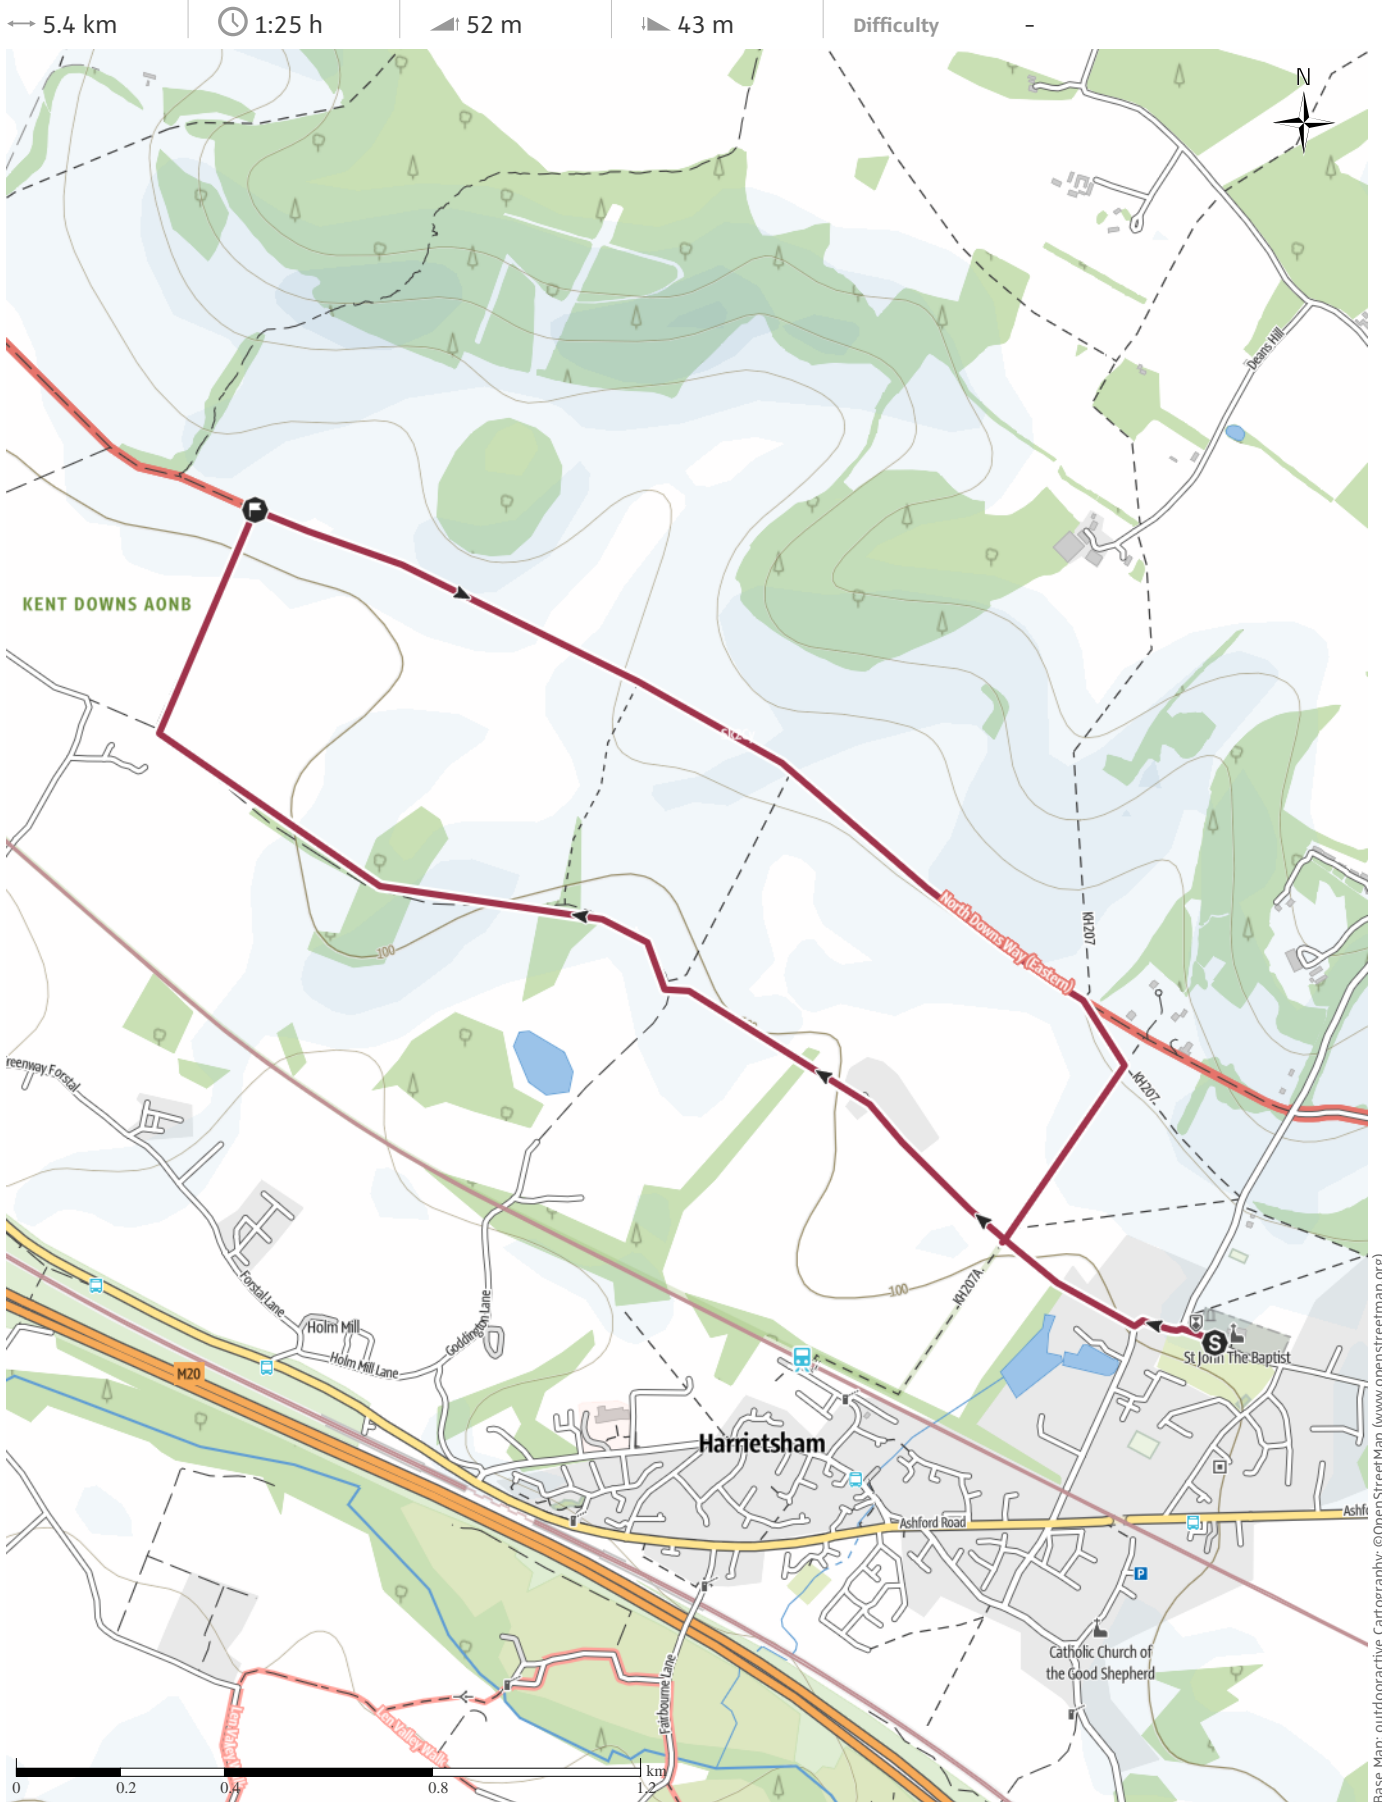 5.4 km
1:25 h
52 m
43 m
Difficulty
-
N
Deans Hill
KENT DOWNS AONB
KH207
North Downs Way (Eastern)
100
reenway Forstal
KH207
KH207A
100
Forstal Lane
Holm Mill
Goddington Lane
Holm Mill Lane
M20
S
St John The Baptist
Harrietsham
Ashford Road
Ashfo
P
Catholic Church of
the Good Shepherd
Fairbourne Lane
Len Valley Walk
0 0.2 0.4 0.8 1.2 km
Base Map: outdooractive Cartography; ©OpenStreetMap (www.openstreetmap.org)